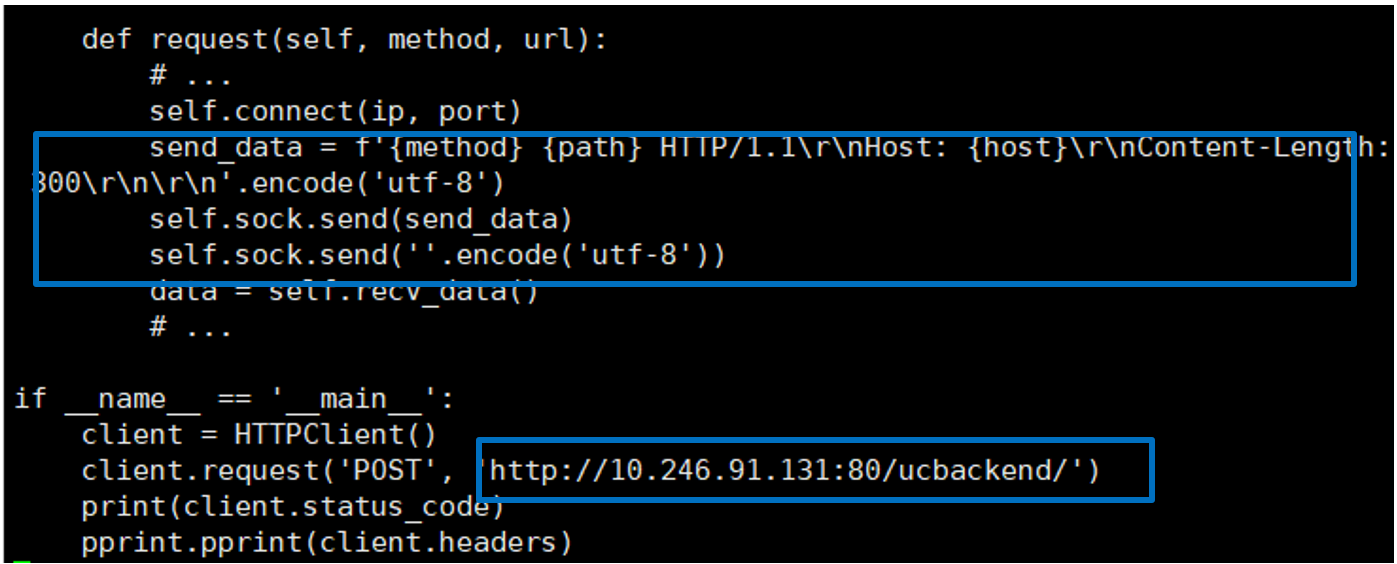 def request(self, method, url):
# ...
self.connect(ip, port)
send_data = f'{method} {path} HTTP/1.1\r\nHost: {host}\r\nContent-Length:
300\r\n\r\n'.encode('utf-8')
self.sock.send(send_data)
self.sock.send(''.encode('utf-8'))
data = self.recv_data()
# ...
if __name__ == '__main__':
client = HTTPClient()
client.request('POST', 'http://10.246.91.131:80/ucbackend/')
print(client.status_code)
pprint.pprint(client.headers)